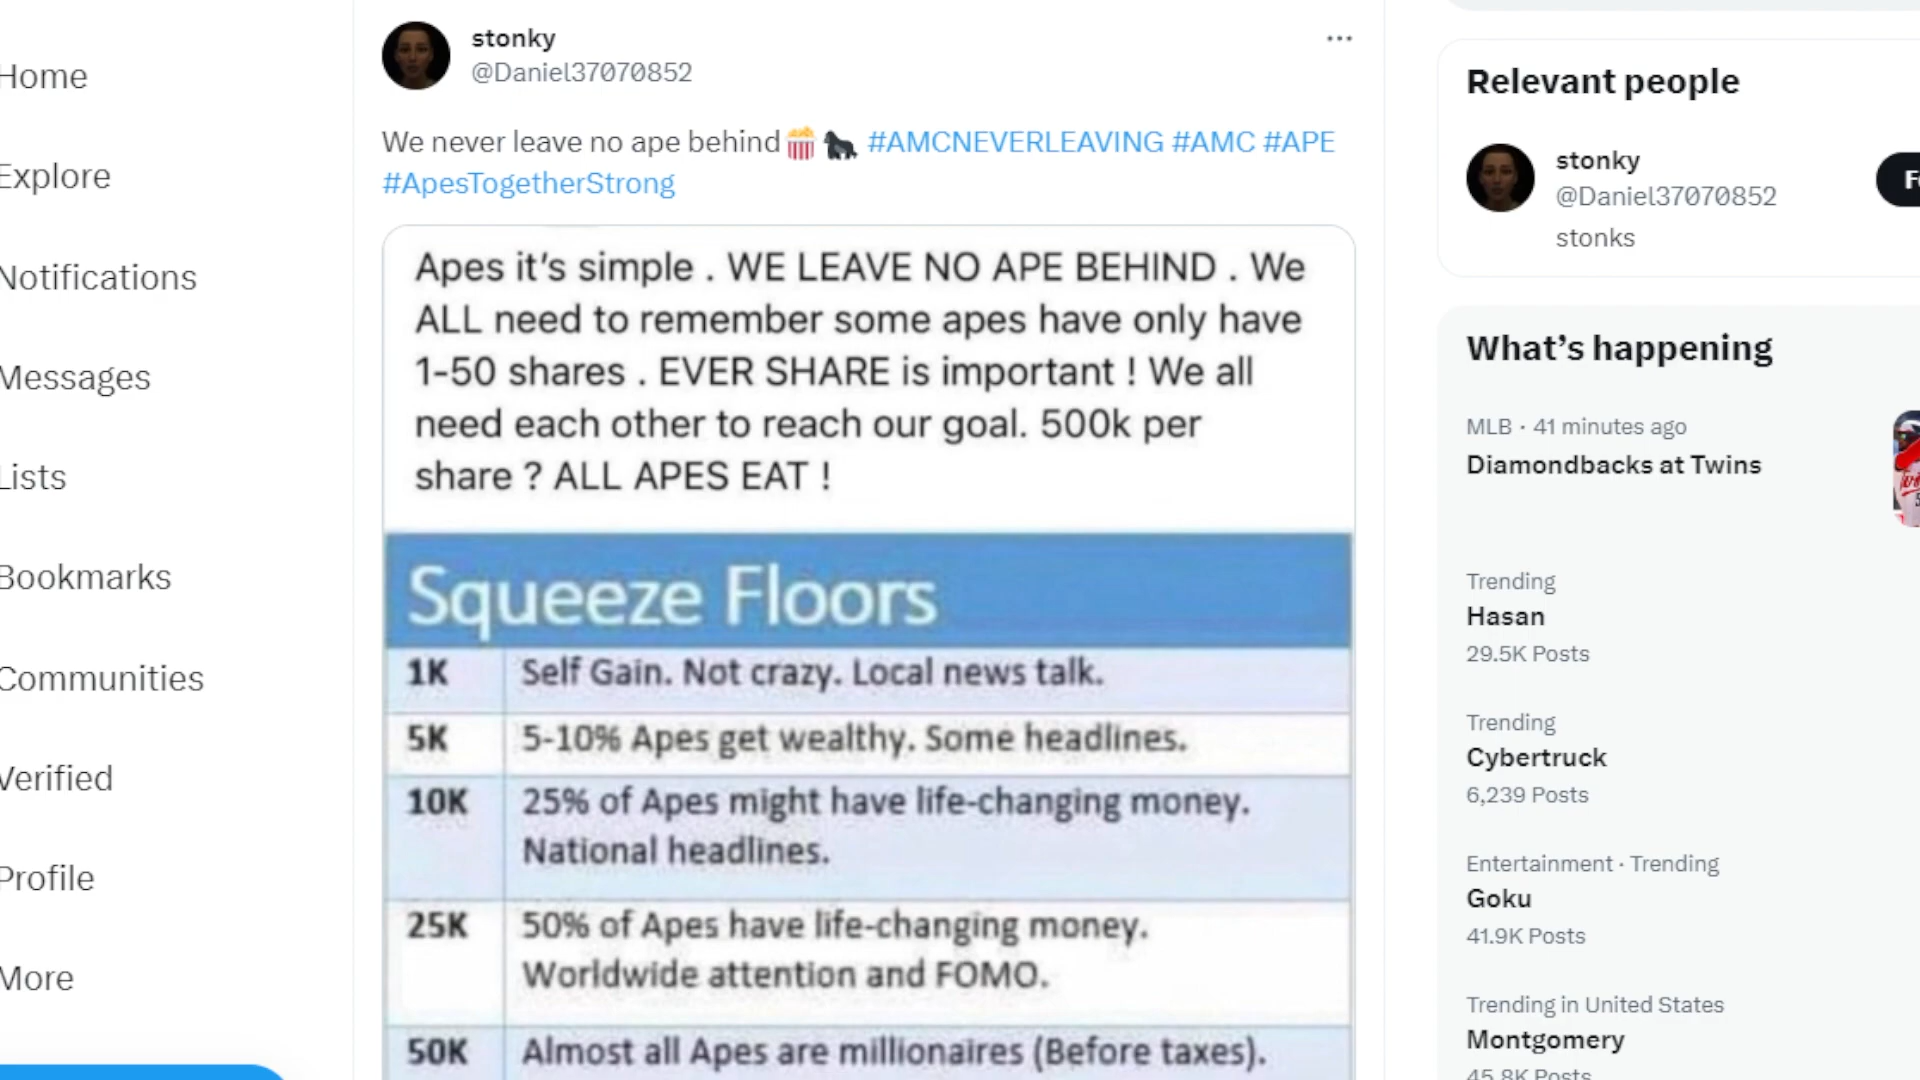 Home
Explore
Notifications
Messages
Lists
Bookmarks
Communities
Verified
Profile
More
stonky
@Daniel37070852
We never leave no ape behind🍿🦍 #AMCNEVERLEAVING #AMC #APE
#ApesTogetherStrong
Apes it’s simple . WE LEAVE NO APE BEHIND . We
ALL need to remember some apes have only have
1-50 shares . EVER SHARE is important ! We all
need each other to reach our goal. 500k per
share ? ALL APES EAT !
Squeeze Floors
1K Self Gain. Not crazy. Local news talk.
5K 5-10% Apes get wealthy. Some headlines.
10K 25% of Apes might have life-changing money.
National headlines.
25K 50% of Apes have life-changing money.
Worldwide attention and FOMO.
50K Almost all Apes are millionaires (Before taxes).
Relevant people
stonky
@Daniel37070852
stonks
What’s happening
MLB · 41 minutes ago
Diamondbacks at Twins
Trending
Hasan
29.5K Posts
Trending
Cybertruck
6,239 Posts
Entertainment · Trending
Goku
41.9K Posts
Trending in United States
Montgomery
45.8K Posts